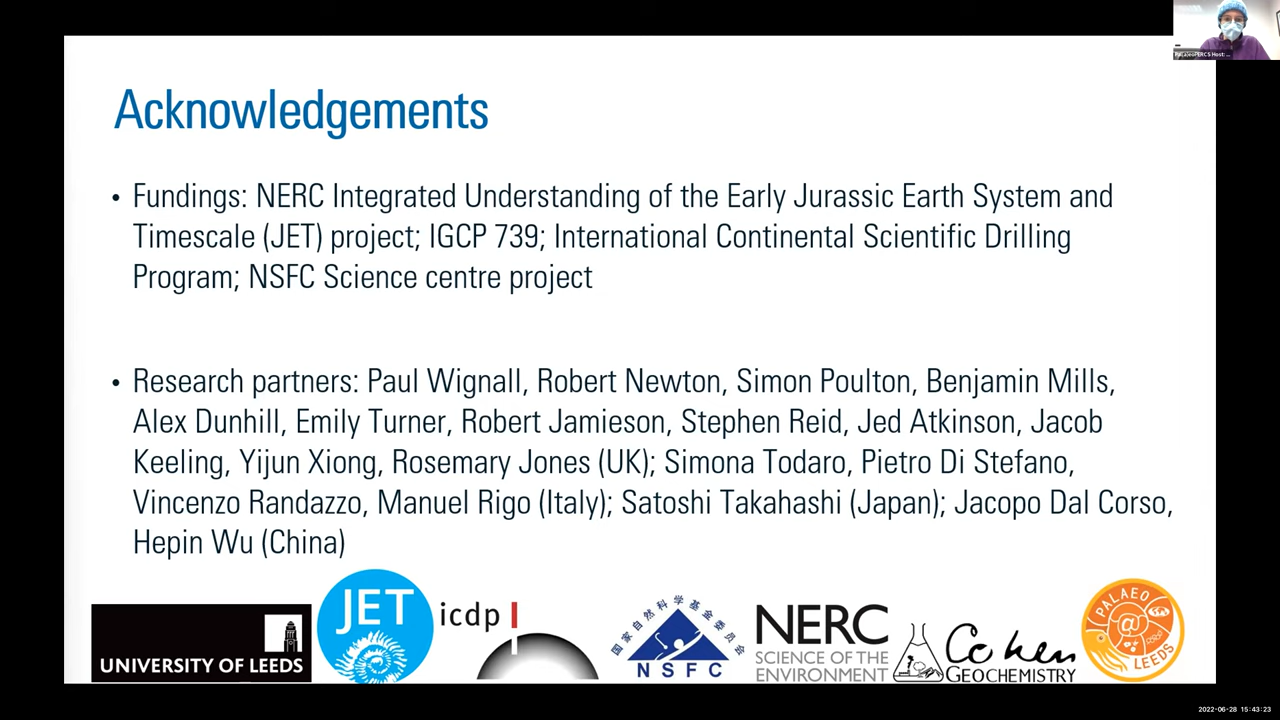 Acknowledgements
• Fundings: NERC Integrated Understanding of the Early Jurassic Earth System and
Timescale (JET) project; IGCP 739; International Continental Scientific Drilling
Program; NSFC Science centre project
• Research partners: Paul Wignall, Robert Newton, Simon Poulton, Benjamin Mills,
Alex Dunhill, Emily Turner, Robert Jamieson, Stephen Reid, Jed Atkinson, Jacob
Keeling, Yijun Xiong, Rosemary Jones (UK); Simona Todaro, Pietro Di Stefano,
Vincenzo Randazzo, Manuel Rigo (Italy); Satoshi Takahashi (Japan); Jacopo Dal Corso,
Hepin Wu (China)
UNIVERSITY OF LEEDS
JET
icdp
国家自然科学基金委员会
NSFC
NERC
SCIENCE OF THE
ENVIRONMENT
Cohen
GEOCHEMISTRY
PALAEO
@
LEEDS
PALAEOPERCS Host: ...
2022-06-28 15:43:23